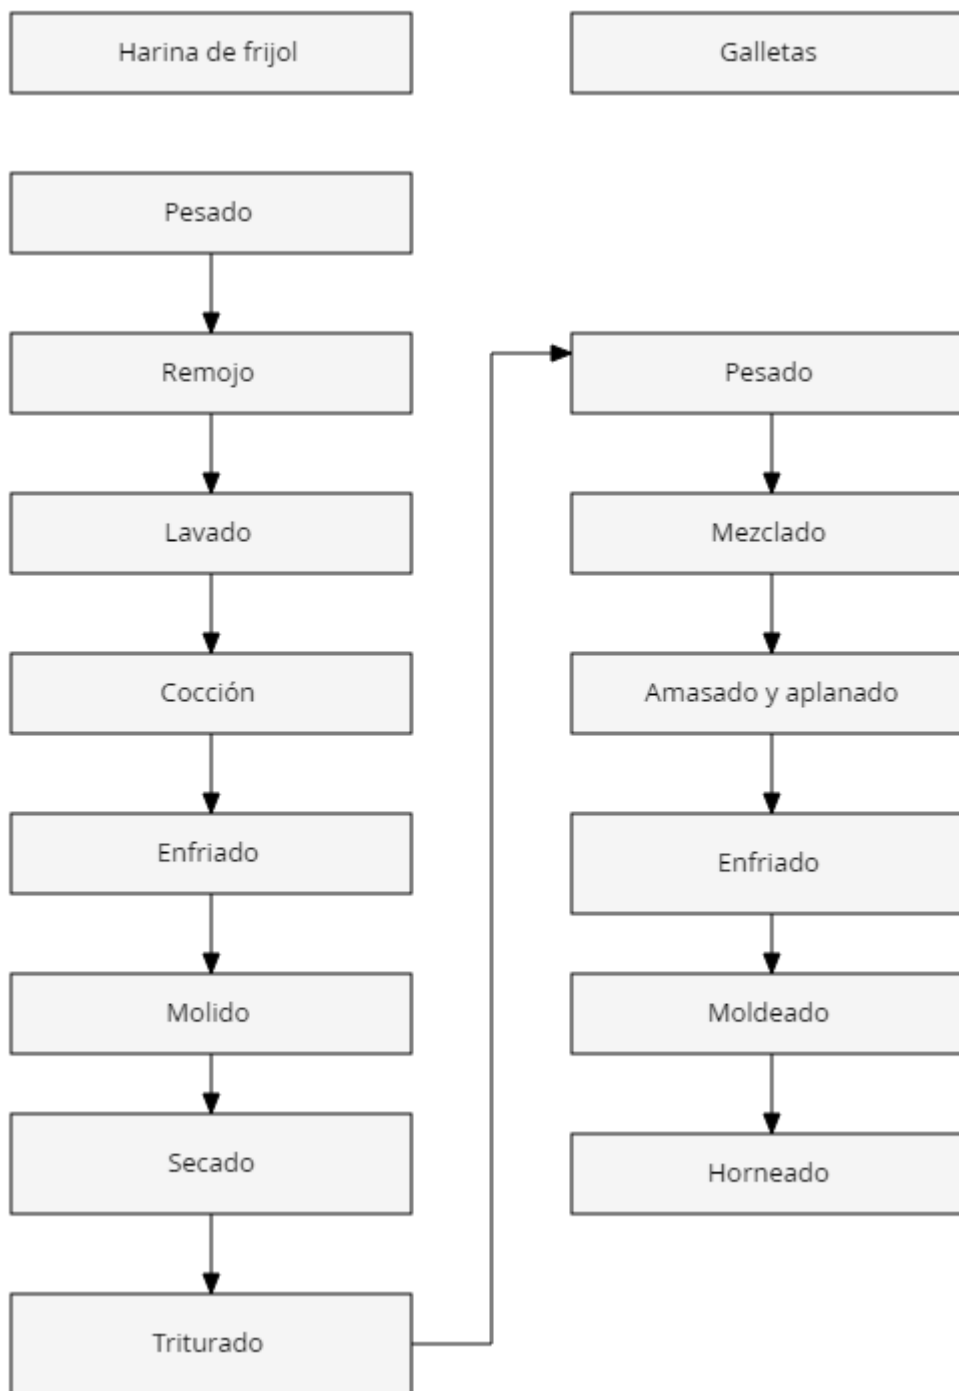 Harina de frijol
Galletas
Pesado
Remojo
Lavado
Cocción
Enfriado
Molido
Secado
Triturado
Pesado
Mezclado
Amasado y aplanado
Enfriado
Moldeado
Horneado